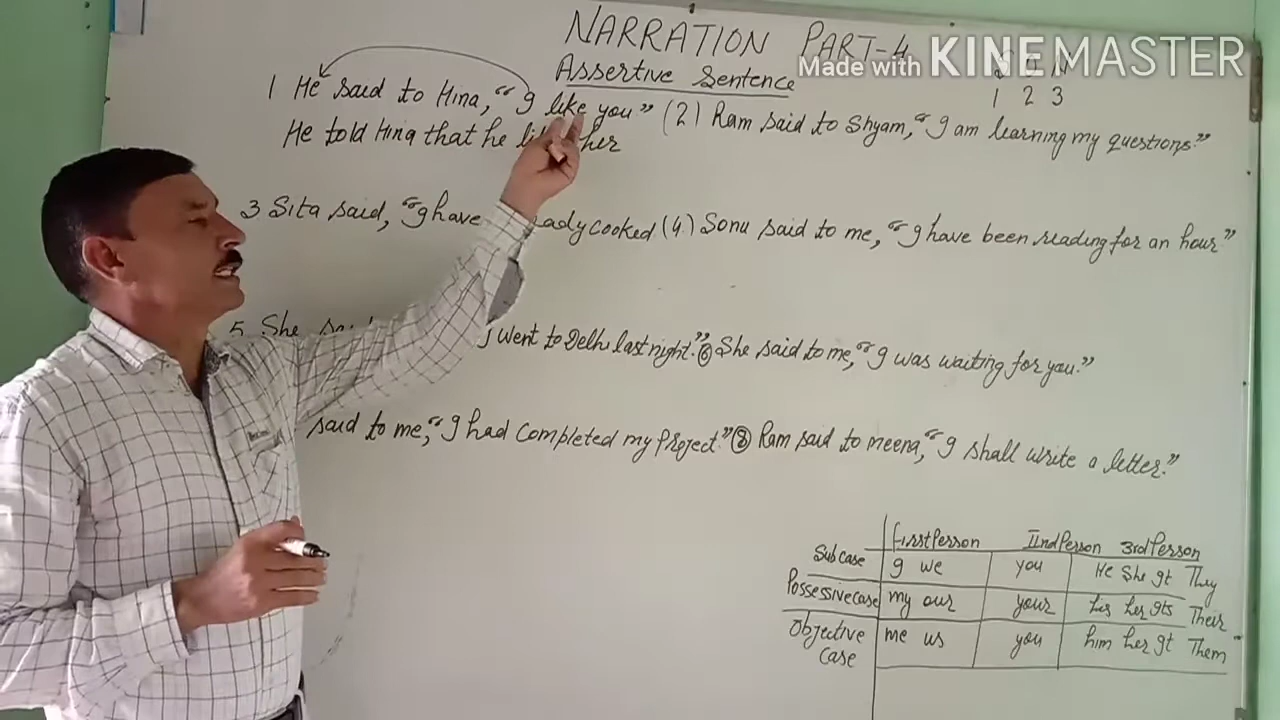 NARRATION PART-4
Made with KINEMASTER
Assertive Sentence
S O N
1 2 3
1 He said to Hina, "I like you" (2) Ram said to Shyam, "I am learning my questions."
He told Hina that he her
3 Sita said, "I have cooked (4) Sonu said to me, "I have been reading for an hour"
5 She I went to Delhi last night." (6) She said to me, "I was waiting for you."
said to me, "I had completed my Project." (8) Ram said to meena, "I shall write a letter."
First Person IInd Person 3rd Person
Sub case I we you He She It They
Possessive case my our your his her Its Their
Objective case me us you him her It Them